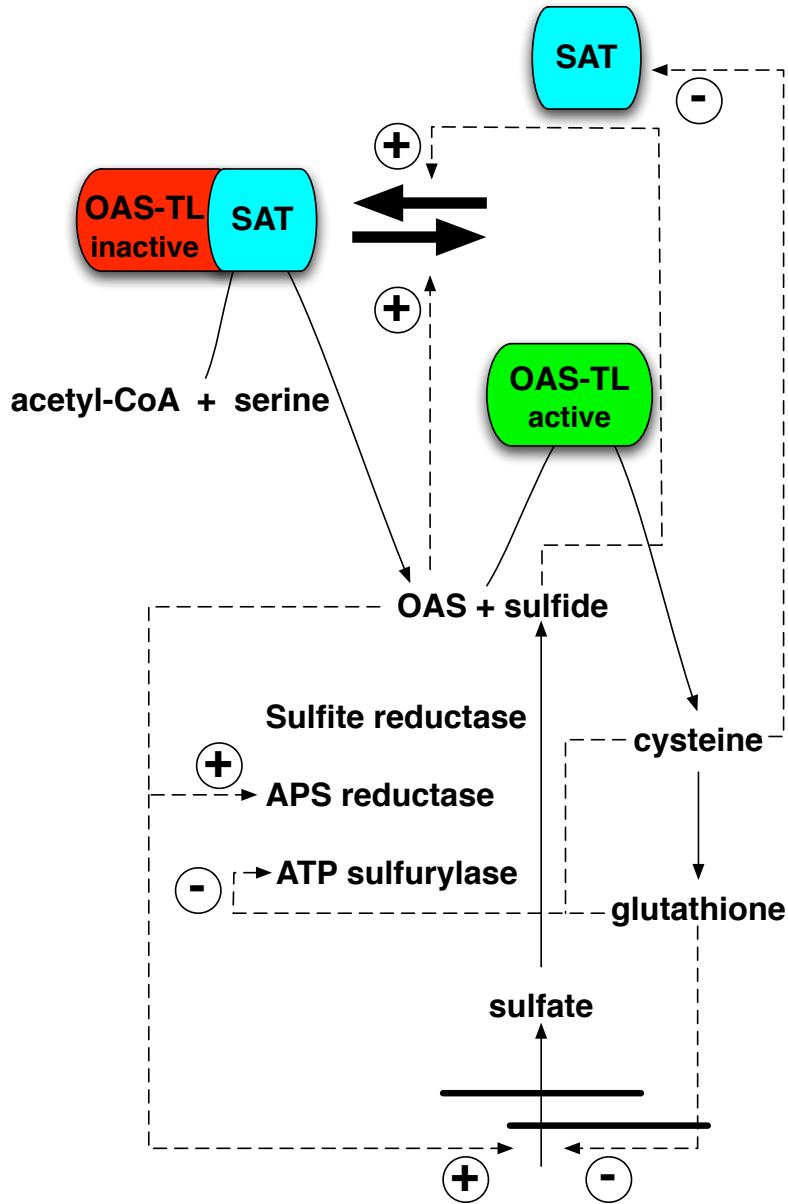 SAT
-
+
OAS-TL
inactive
SAT
+
OAS-TL
active
acetyl-CoA + serine
OAS + sulfide
Sulfite reductase
cysteine
+
APS reductase
ATP sulfurylase
-
glutathione
sulfate
+
-